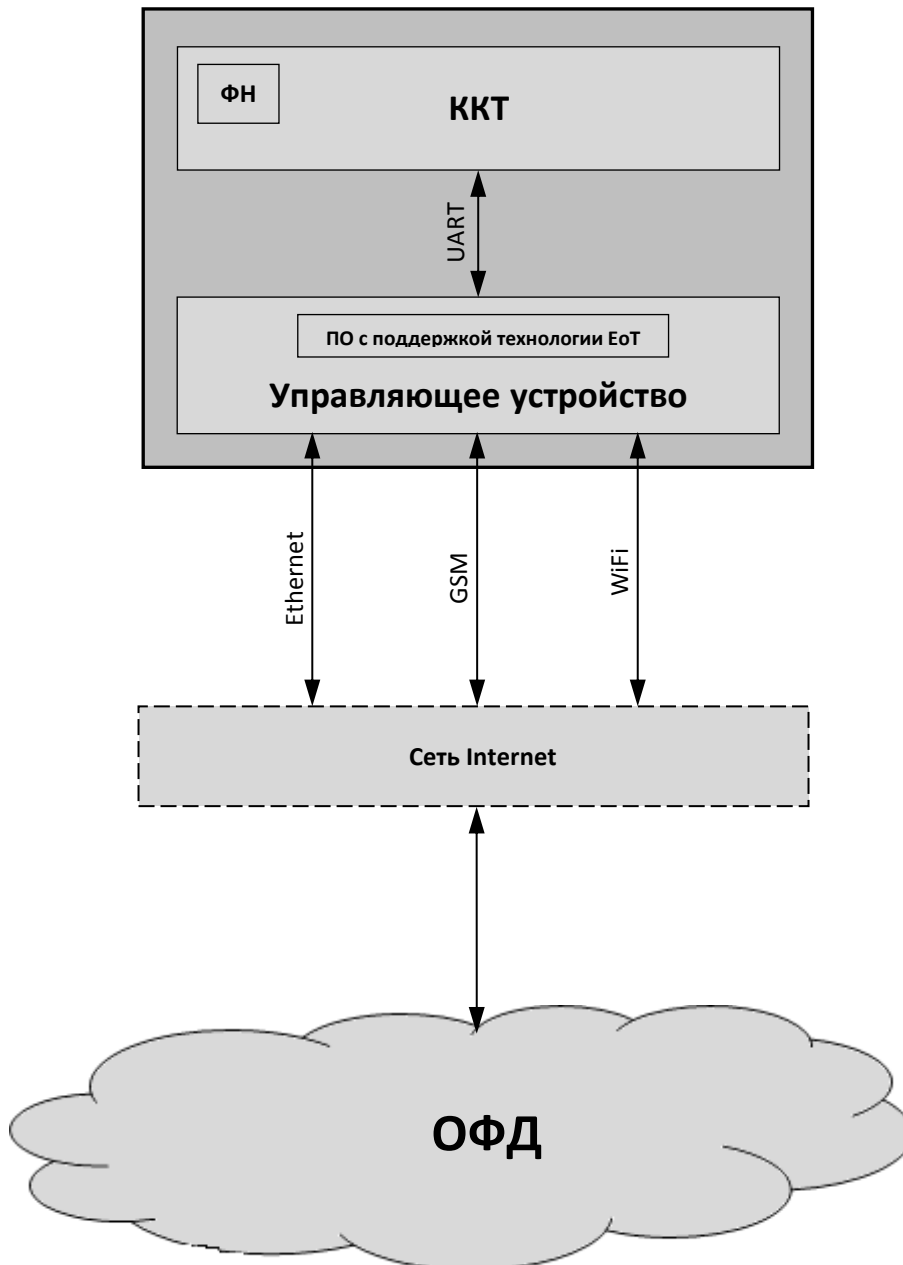 ФН
ККТ
UART
ПО с поддержкой технологии EoT
Управляющее устройство
Ethernet
GSM
WiFi
Сеть Internet
ОФД